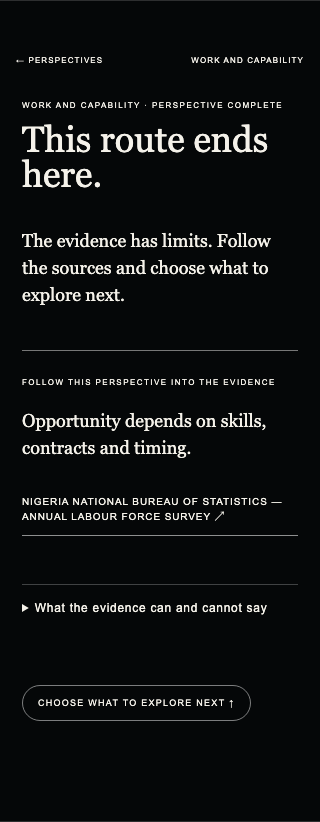 ← PERSPECTIVES
WORK AND CAPABILITY
WORK AND CAPABILITY · PERSPECTIVE COMPLETE
This route ends
here.
The evidence has limits. Follow
the sources and choose what to
explore next.
FOLLOW THIS PERSPECTIVE INTO THE EVIDENCE
Opportunity depends on skills,
contracts and timing.
NIGERIA NATIONAL BUREAU OF STATISTICS —
ANNUAL LABOUR FORCE SURVEY ↗
▶ What the evidence can and cannot say
CHOOSE WHAT TO EXPLORE NEXT ↑